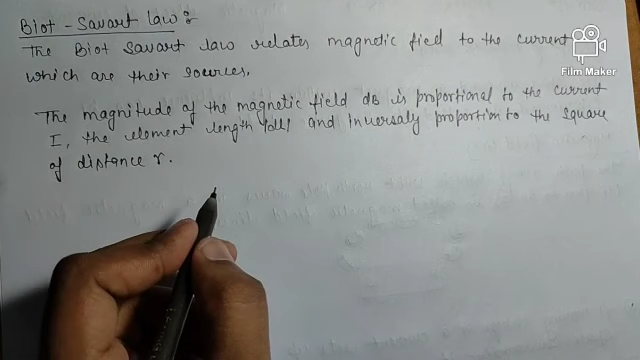 Biot - Savart law :-
The Biot Savart law relates magnetic field to the current
which are their sources.
The magnitude of the magnetic field dB is proportional to the current
I, the element length |dl| and Inversaly proportion to the square
of distance r.
Film Maker